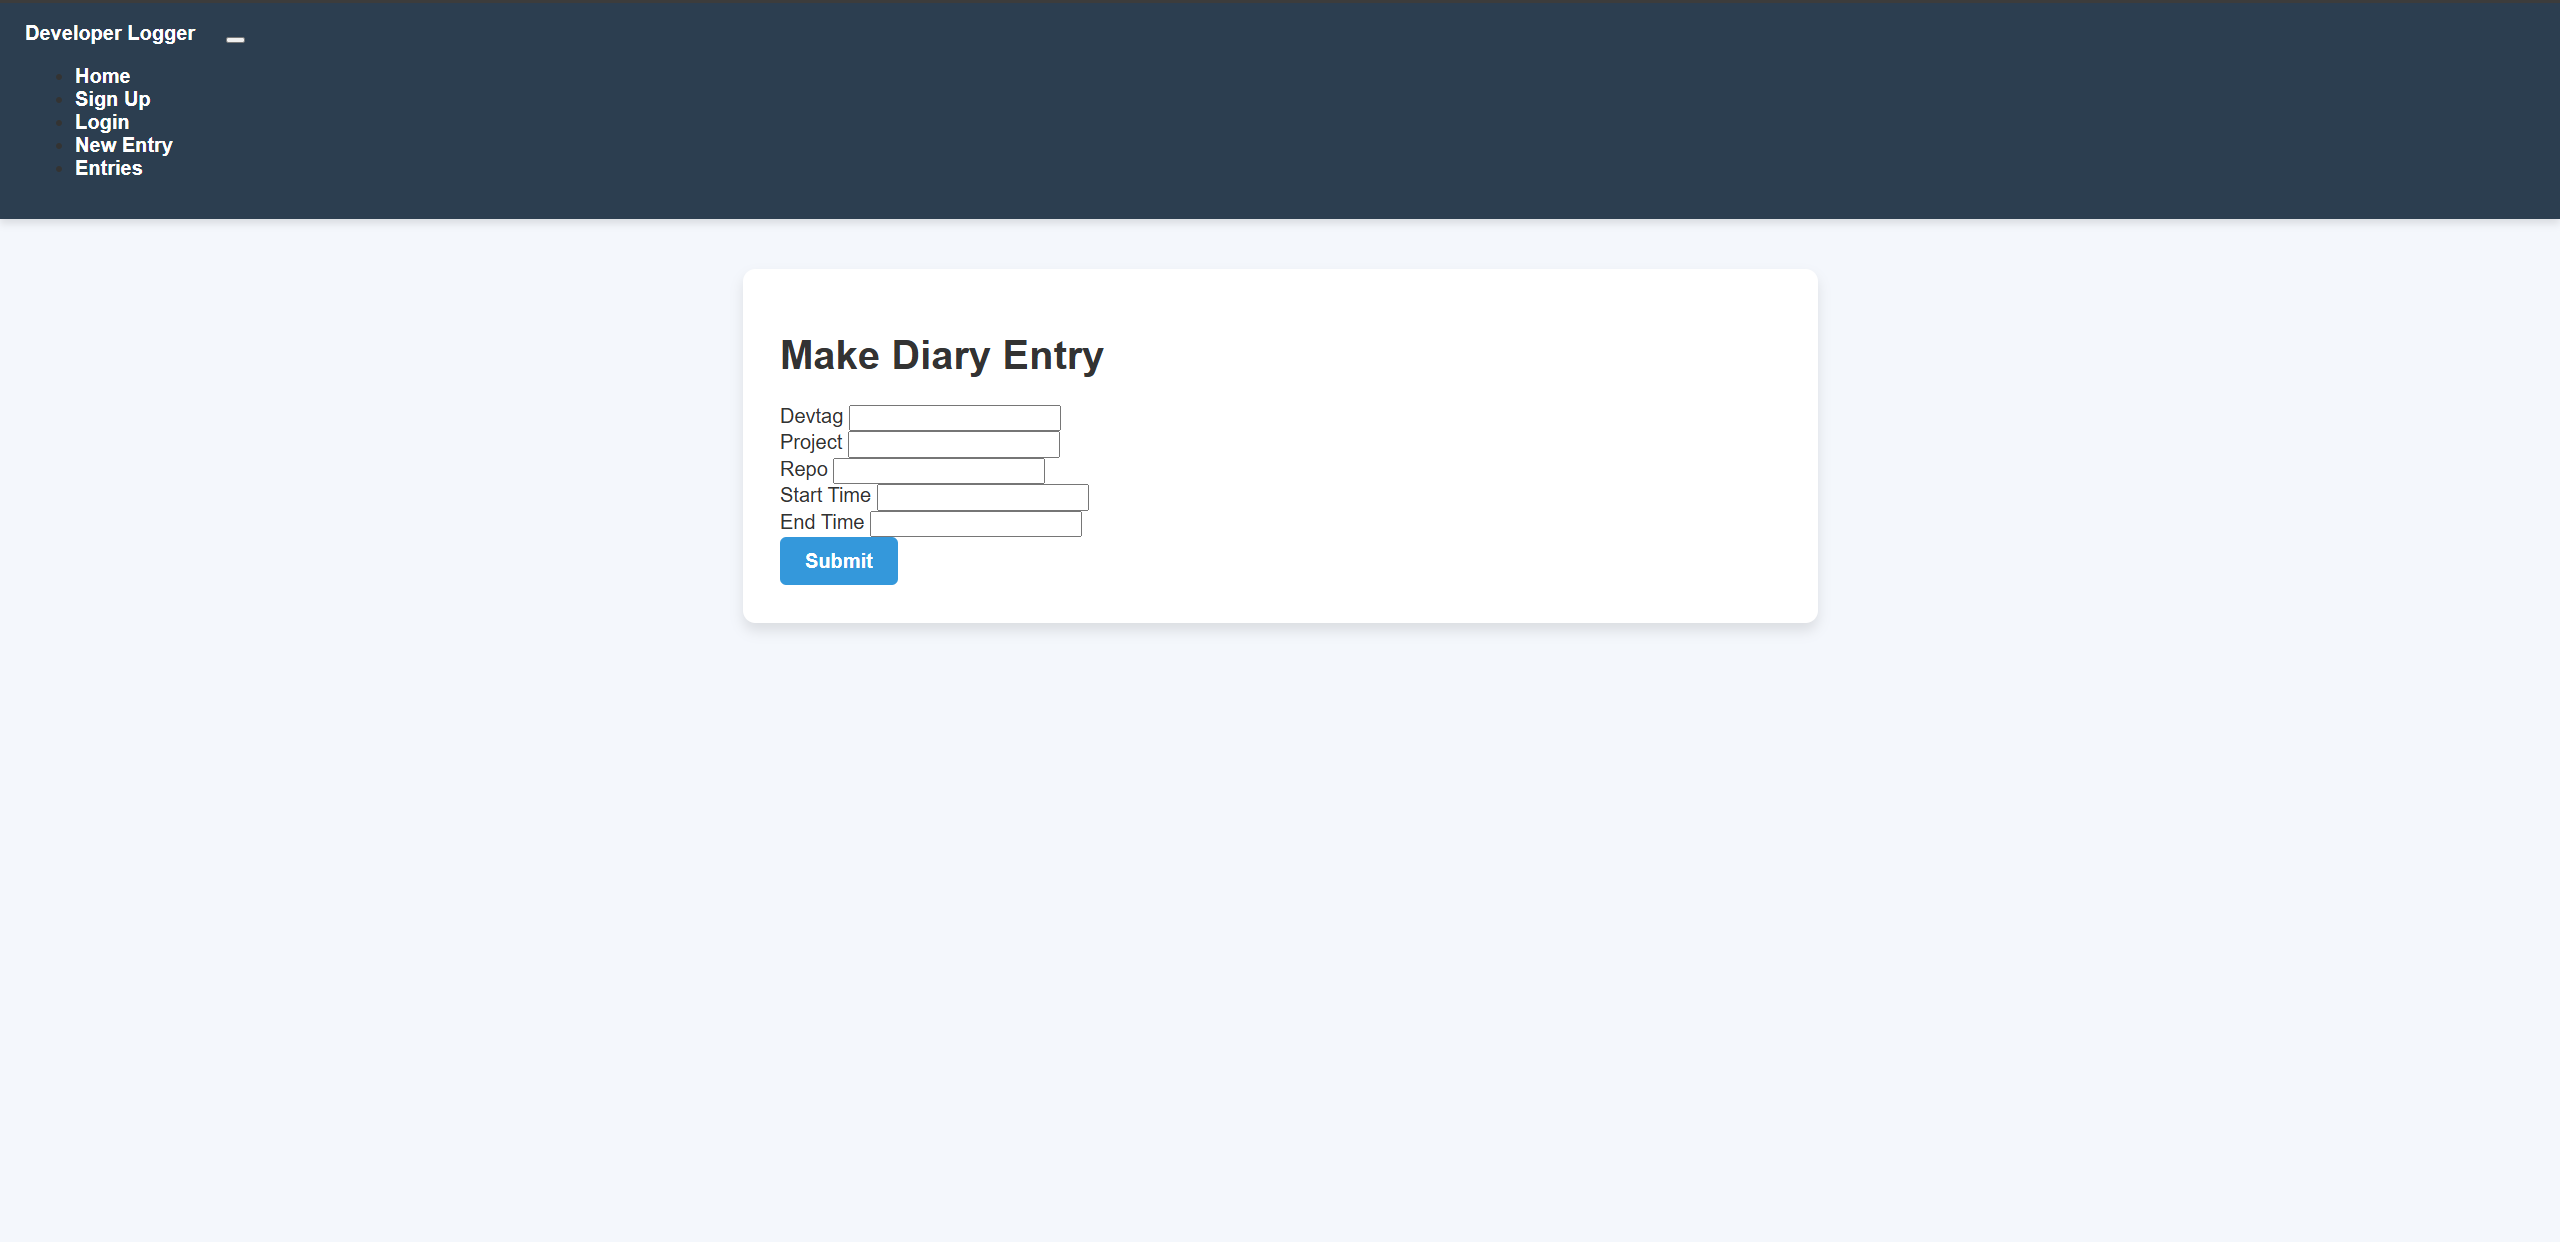 Developer Logger
Home
Sign Up
Login
New Entry
Entries
Make Diary Entry
Devtag
Project
Repo
Start Time
End Time
Submit